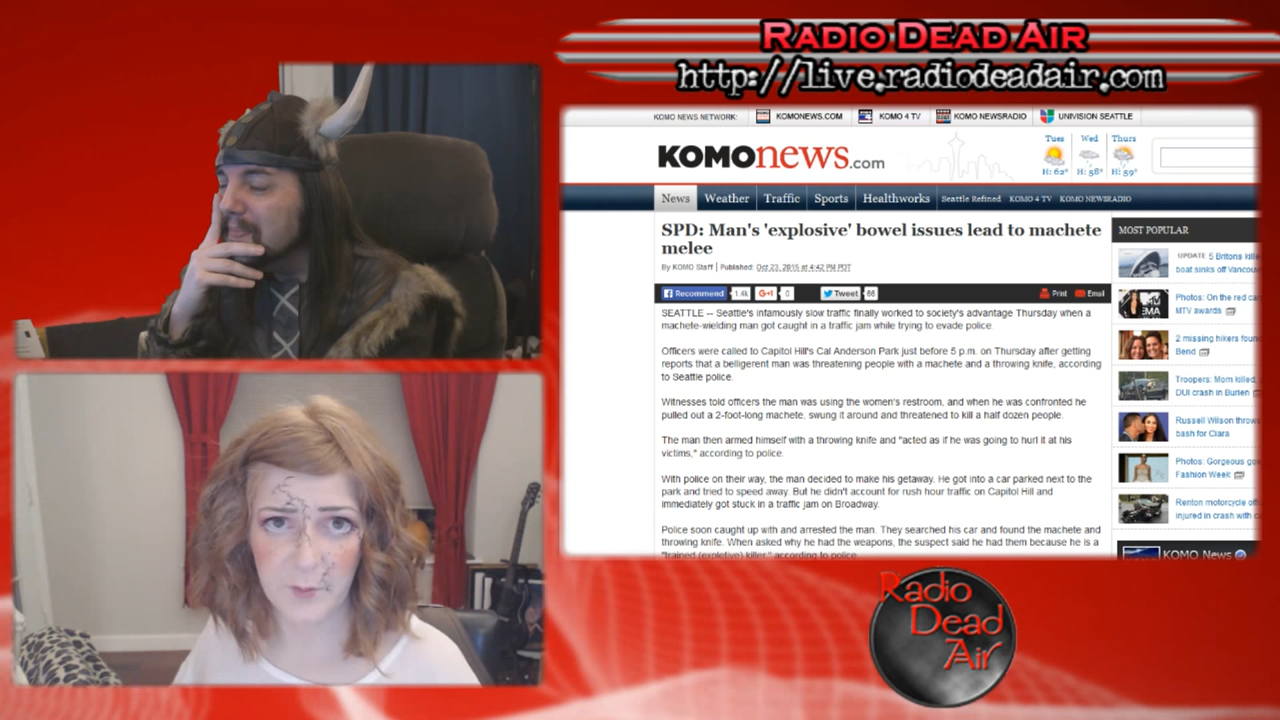 Radio Dead Air
http://live.radiodeadair.com
KOMO NEWS NETWORK:
KOMONEWS.COM
KOMO 4 TV
KOMO NEWSRADIO
UNIVISION SEATTLE
KOMOnews.com
Tues
Wed
Thurs
H: 62°
H: 58°
H: 59°
News
Weather
Traffic
Sports
Healthworks
Seattle Refined
KOMO 4 TV
KOMO NEWSRADIO
SPD: Man's 'explosive' bowel issues lead to machete
melee
By KOMO Staff | Published: Oct 23, 2015 at 4:42 PM PDT
Recommend
1.4k
G+1
0
Tweet
66
Print
Email
SEATTLE -- Seattle's infamously slow traffic finally worked to society's advantage Thursday when a
machete-wielding man got caught in a traffic jam while trying to evade police.
Officers were called to Capitol Hill's Cal Anderson Park just before 5 p.m. on Thursday after getting
reports that a belligerent man was threatening people with a machete and a throwing knife, according
to Seattle police.
Witnesses told officers the man was using the women's restroom, and when he was confronted he
pulled out a 2-foot-long machete, swung it around and threatened to kill a half dozen people.
The man then armed himself with a throwing knife and "acted as if he was going to hurl it at his
victims," according to police.
With police on their way, the man decided to make his getaway. He got into a car parked next to the
park and tried to speed away. But he didn't account for rush hour traffic on Capitol Hill and
immediately got stuck in a traffic jam on Broadway.
Police soon caught up with and arrested the man. They searched his car and found the machete and
throwing knife. When asked why he had the weapons, the suspect said he had them because he is a
"trained (expletive) killer," according to police.
MOST POPULAR
UPDATE 5 Britons kille
boat sinks off Vancou
Photos: On the red ca
MTV awards
2 missing hikers foun
Bend
Troopers: Mom killed,
DUI crash in Burien
Russell Wilson throws
bash for Ciara
Photos: Gorgeous go
Fashion Week
Renton motorcycle offi
injured in crash with c
KOMO News
Radio
Dead
Air